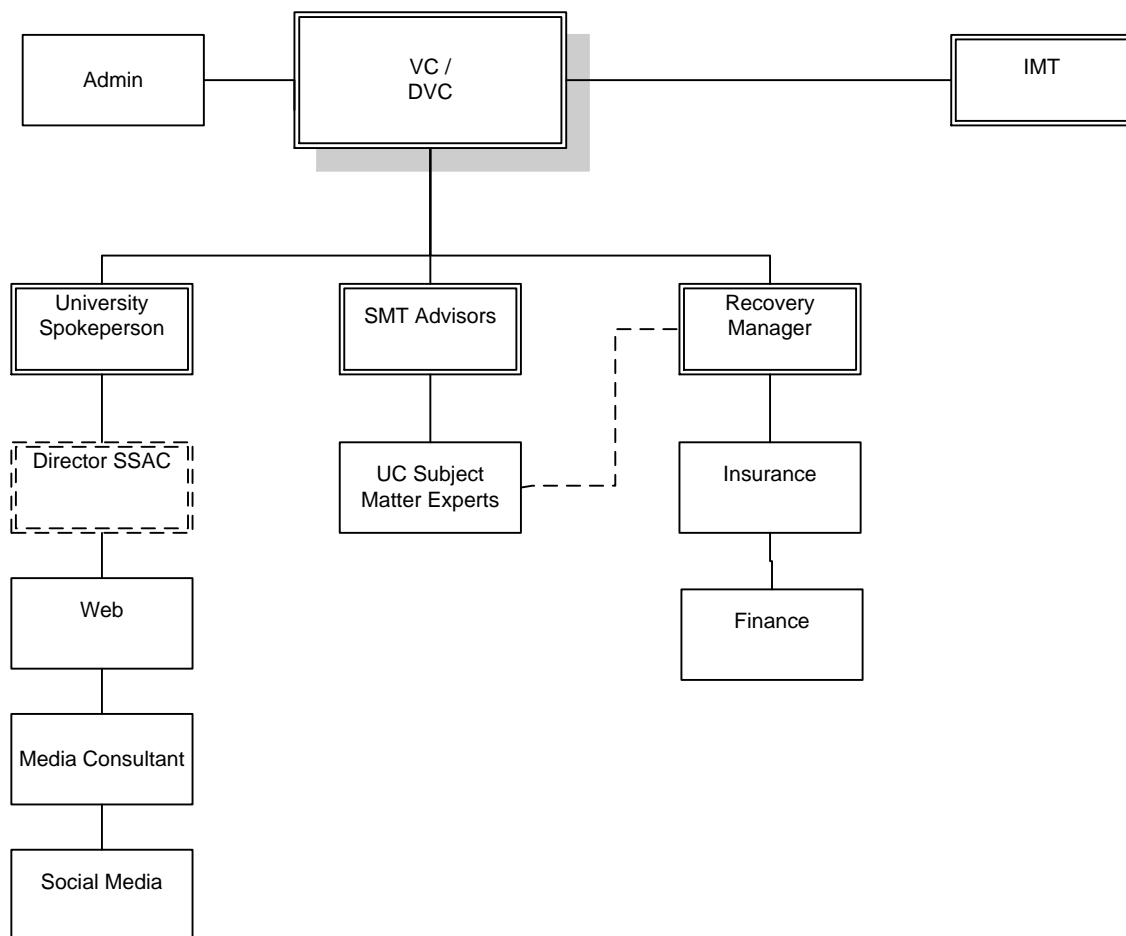 Admin
VC /
DVC
IMT
University
Spokeperson
SMT Advisors
Recovery
Manager
Director SSAC
UC Subject
Matter Experts
Insurance
Web
Finance
Media Consultant
Social Media